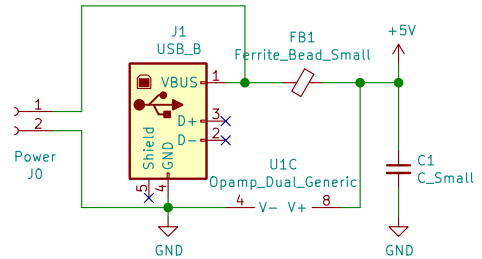 J1
USB_B
FB1
Ferrite_Bead_Small
+5V
VBUS
1
D+
3
D-
2
Shield
GND
5
4
1
2
Power
J0
U1C
Opamp_Dual_Generic
4
V-
V+
8
C1
C_Small
GND
GND